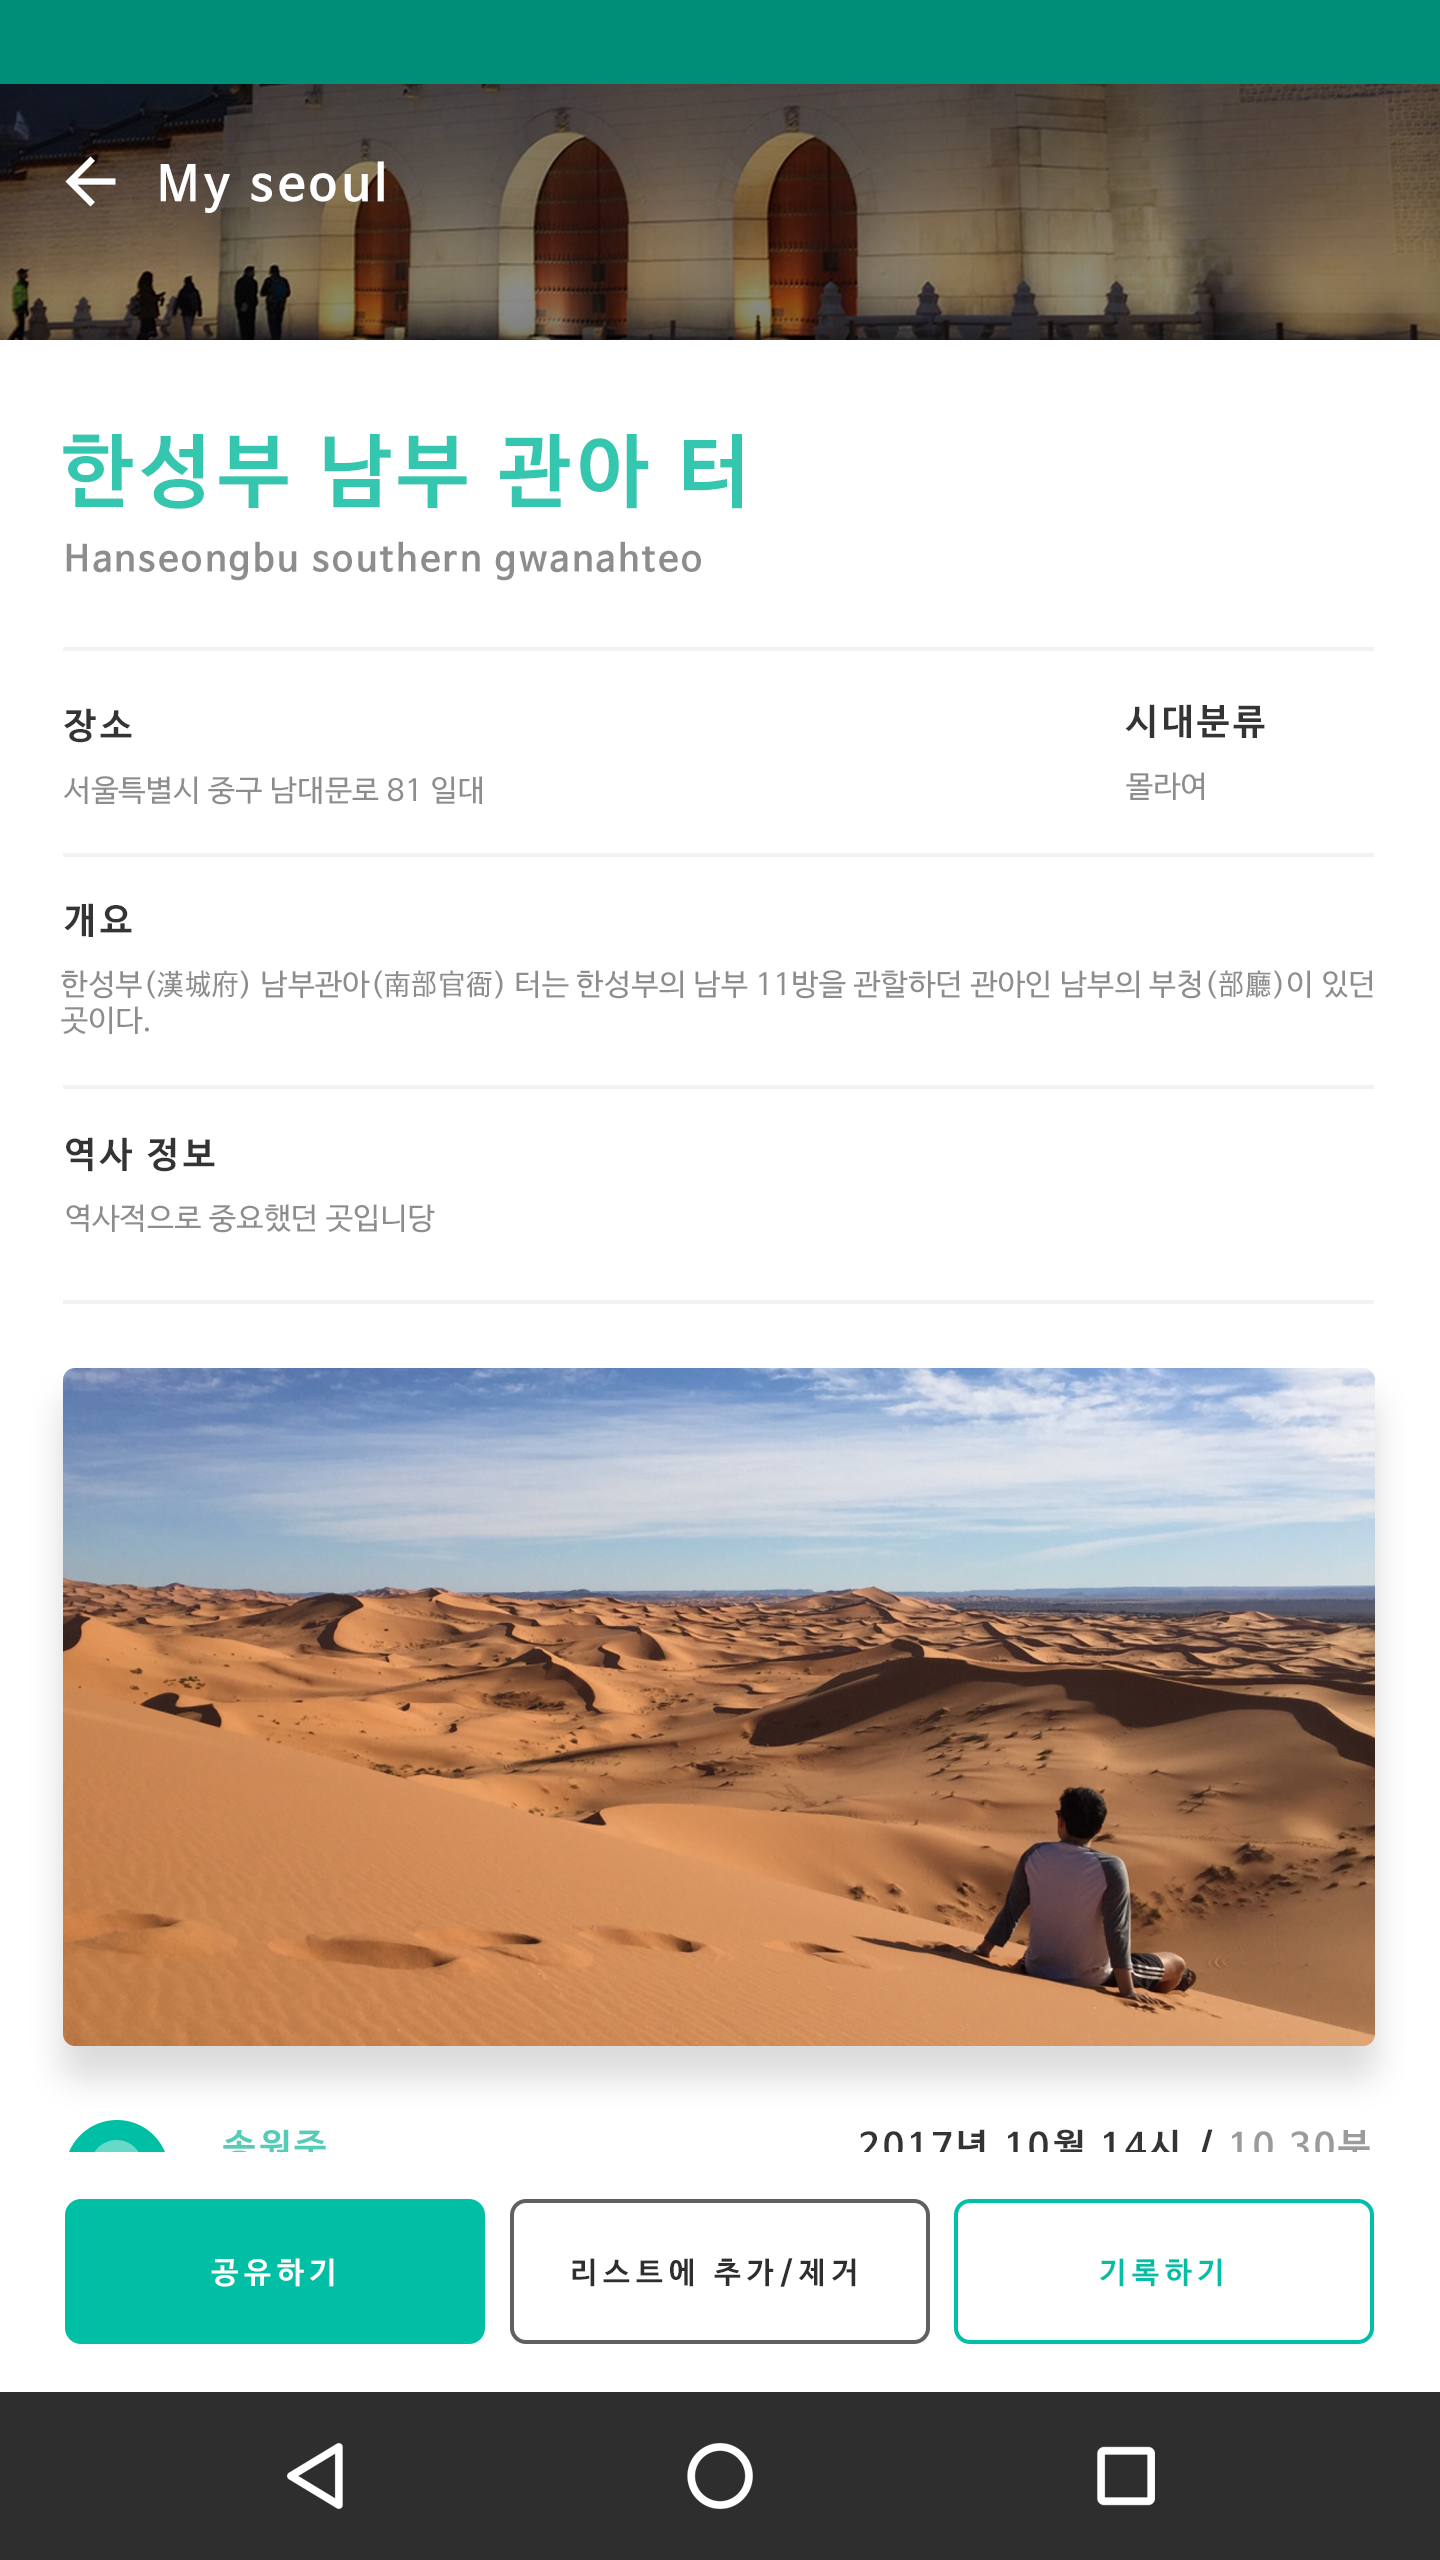 My seoul
한성부 남부 관아 터
Hanseongbu southern gwanahteo
장소
시대분류
서울특별시 중구 남대문로 81 일대
몰라여
개요
한성부(漢城府) 남부관아(南部官衙) 터는 한성부의 남부 11방을 관할하던 관아인 남부의 부청(部廳)이 있던
곳이다.
역사 정보
역사적으로 중요했던 곳입니당
송원주
2017년 10월 14시 / 10 30분
공유하기
리스트에 추가/제거
기록하기